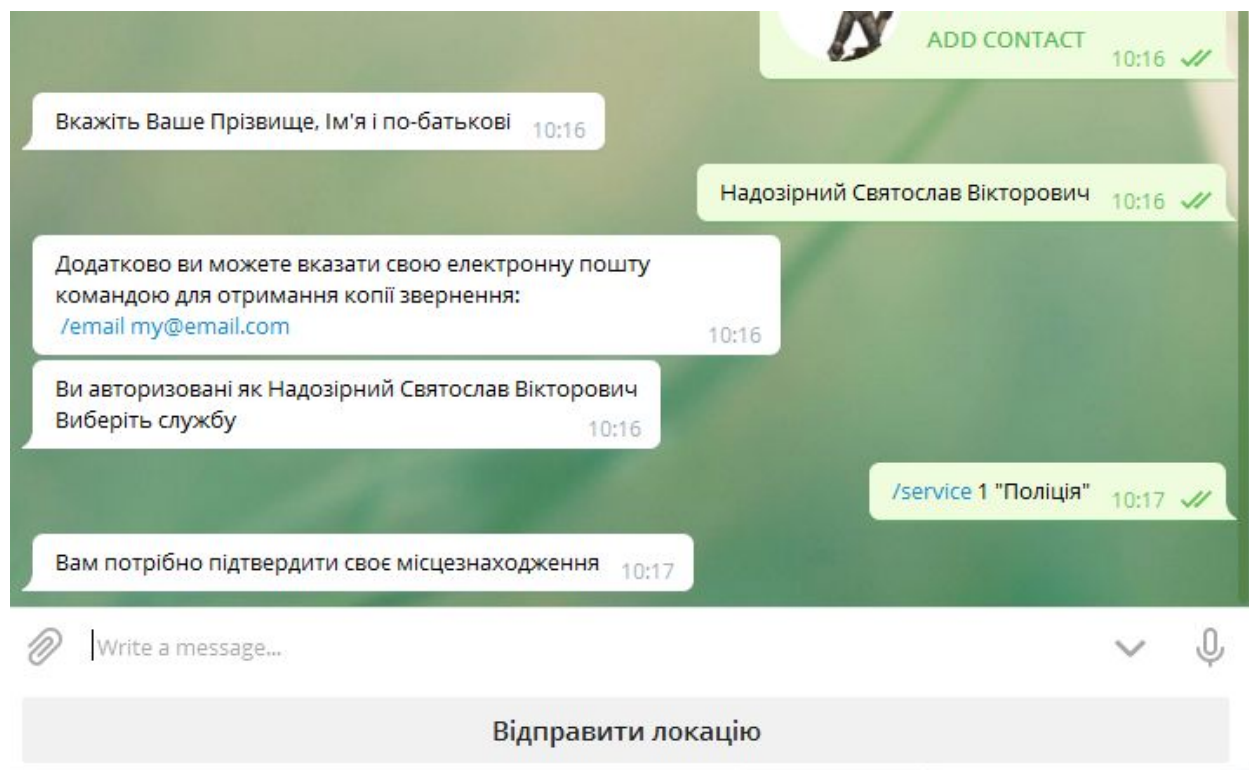 ADD CONTACT
10:16
Вкажіть Ваше Прізвище, Ім'я і по-батькові 10:16
Надозірний Святослав Вікторович 10:16
Додатково ви можете вказати свою електронну пошту
командою для отримання копії звернення:
/email my@email.com
10:16
Ви авторизовані як Надозірний Святослав Вікторович
Виберіть службу
10:16
/service 1 "Поліція" 10:17
Вам потрібно підтвердити своє місцезнаходження 10:17
Write a message...
Відправити локацію